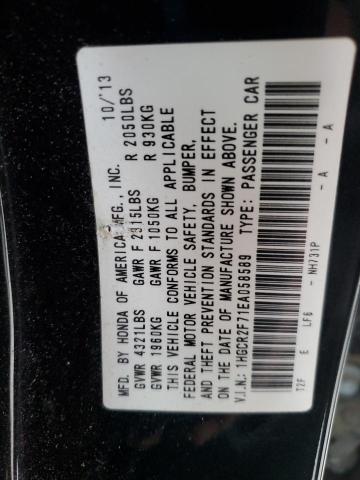 MFD. BY HONDA OF AMERICA MFG., INC. 10/'13
GVWR 4321LBS GAWR F 2315LBS R 2050LBS
GVWR 1960KG GAWR F 1050KG R 930KG
THIS VEHICLE CONFORMS TO ALL APPLICABLE
FEDERAL MOTOR VEHICLE SAFETY, BUMPER,
AND THEFT PREVENTION STANDARDS IN EFFECT
ON THE DATE OF MANUFACTURE SHOWN ABOVE.
V.I.N.: 1HGCR2F71EA058589 TYPE: PASSENGER CAR
T2F E LF6 - NH731P - A - A